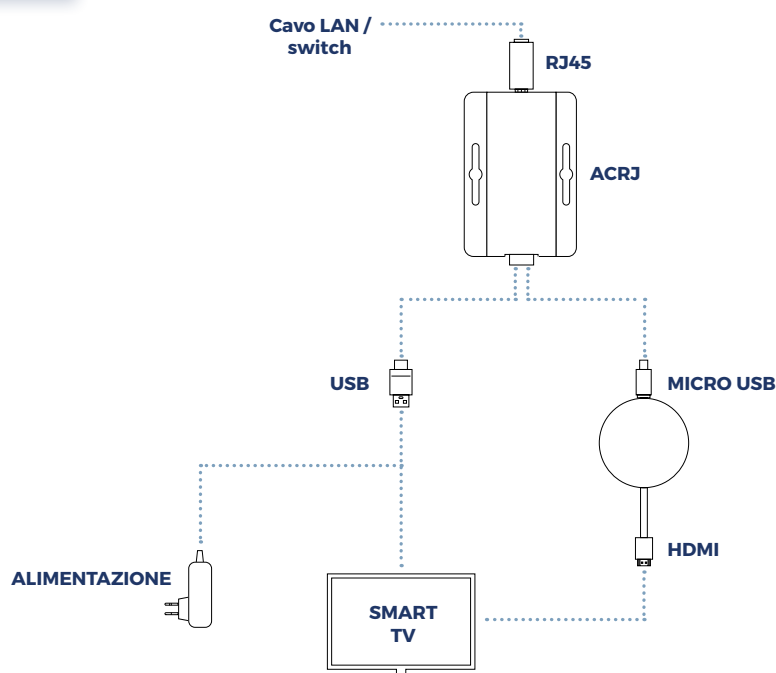 Cavo LAN /
switch
RJ45
ACRJ
USB
MICRO USB
HDMI
ALIMENTAZIONE
SMART
TV